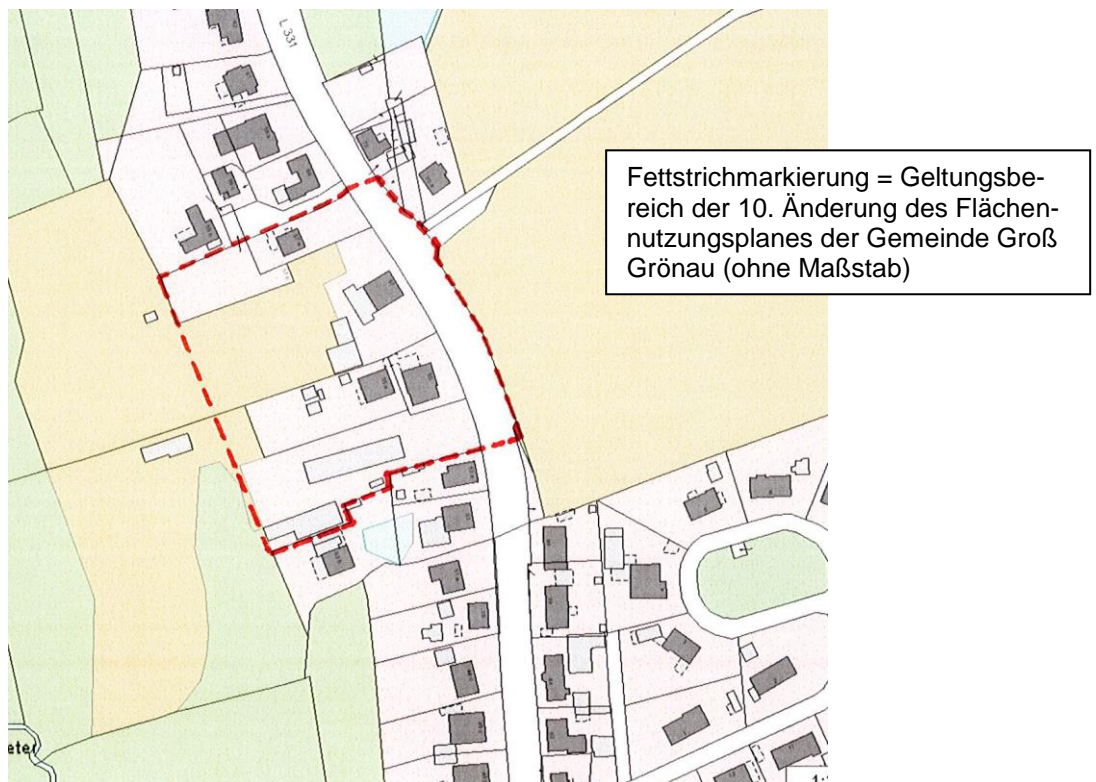 L 331
Fettstrichmarkierung = Geltungsbe-
reich der 10. Änderung des Flächen-
nutzungsplanes der Gemeinde Groß
Grönau (ohne Maßstab)